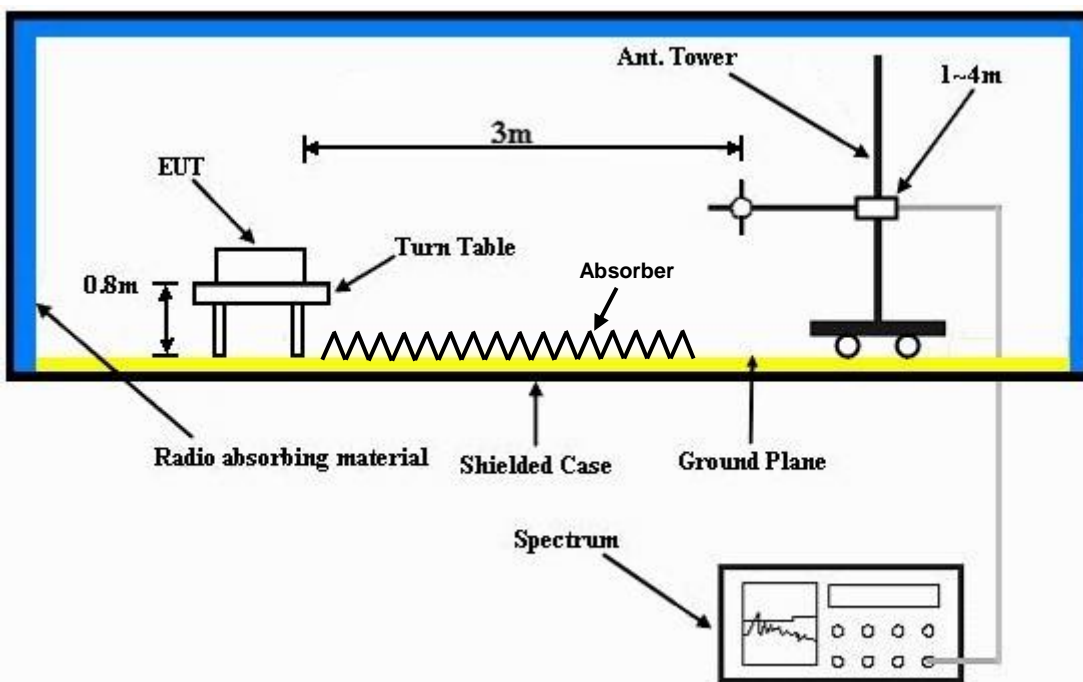 Ant. Tower
1~4m
3m
EUT
Turn Table
0.8m
Absorber
Radio absorbing material
Shielded Case
Ground Plane
Spectrum